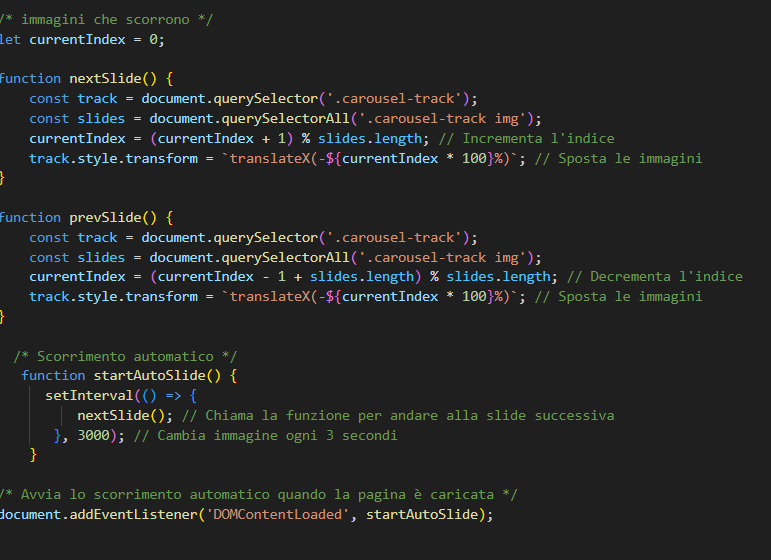 /* immagini che scorrono */
let currentIndex = 0;
function nextSlide() {
const track = document.querySelector('.carousel-track');
const slides = document.querySelectorAll('.carousel-track img');
currentIndex = (currentIndex + 1) % slides.length; // Incrementa l'indice
track.style.transform = `translateX(-${currentIndex * 100}%)`; // Sposta le immagini
}
function prevSlide() {
const track = document.querySelector('.carousel-track');
const slides = document.querySelectorAll('.carousel-track img');
currentIndex = (currentIndex - 1 + slides.length) % slides.length; // Decrementa l'indice
track.style.transform = `translateX(-${currentIndex * 100}%)`; // Sposta le immagini
}
/* Scorrimento automatico */
function startAutoSlide() {
setInterval(() => {
nextSlide(); // Chiama la funzione per andare alla slide successiva
}, 3000); // Cambia immagine ogni 3 secondi
}
/* Avvia lo scorrimento automatico quando la pagina è caricata */
document.addEventListener('DOMContentLoaded', startAutoSlide);